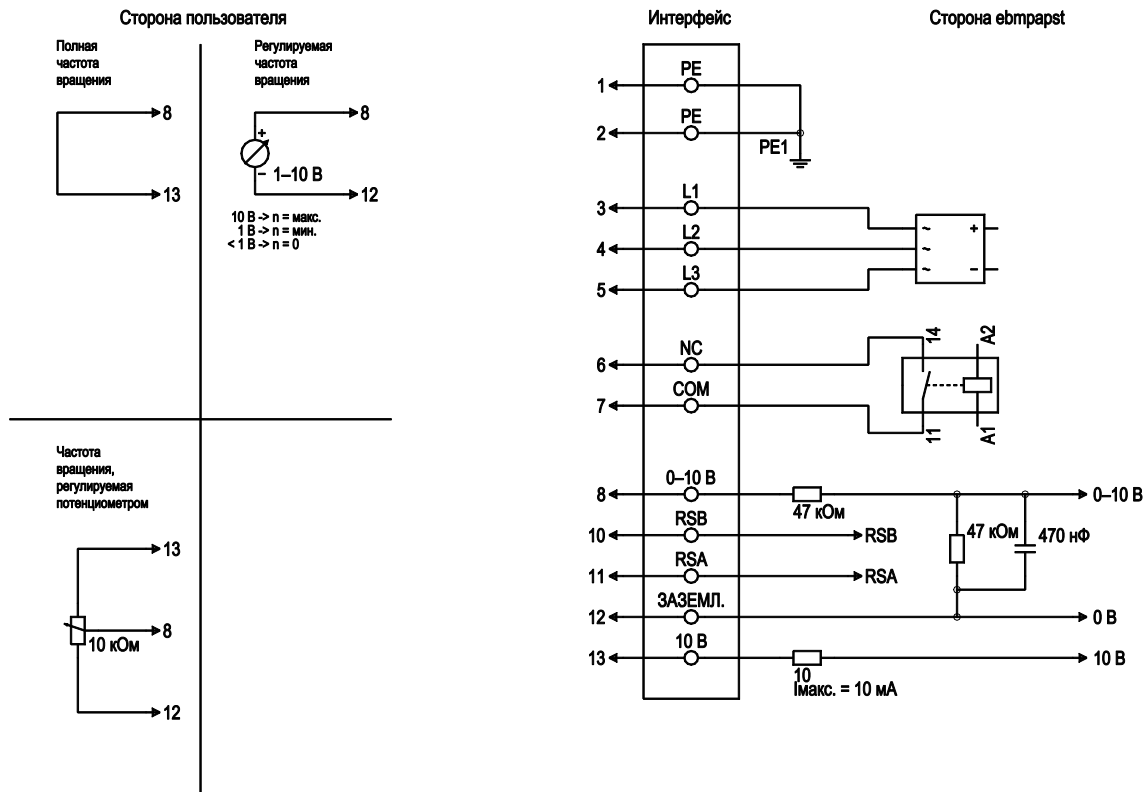 Сторона пользователя
Интерфейс
Сторона ebmpapst
Полная
частота
вращения
8
13
Регулируемая
частота
вращения
8
+
–
1–10 В
12
10 В -> n = макс.
1 В -> n = мин.
< 1 В -> n = 0
Частота
вращения,
регулируемая
потенциометром
13
8
10 кОм
12
1
PE
2
PE
PE1
3
L1
4
L2
5
L3
~
~
~
+
–
6
NC
7
COM
14
A2
11
A1
8
0–10 В
47 кОм
0–10 В
10
RSB
RSB
47 кОм
470 нФ
11
RSA
RSA
12
ЗАЗЕМЛ.
0 В
13
10 В
10
Iмакс. = 10 мА
10 В